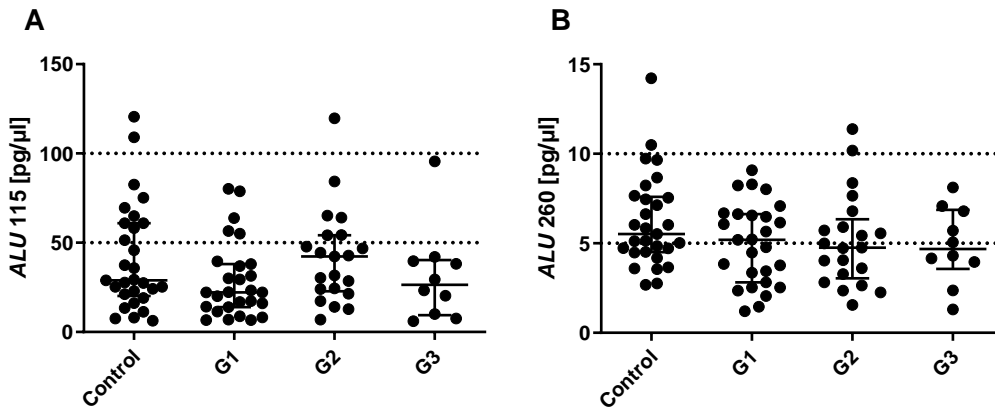 A
ALU 115 [pg/µl]
150
100
50
0
Control
G1
G2
G3
B
ALU 260 [pg/µl]
15
10
5
0
Control
G1
G2
G3